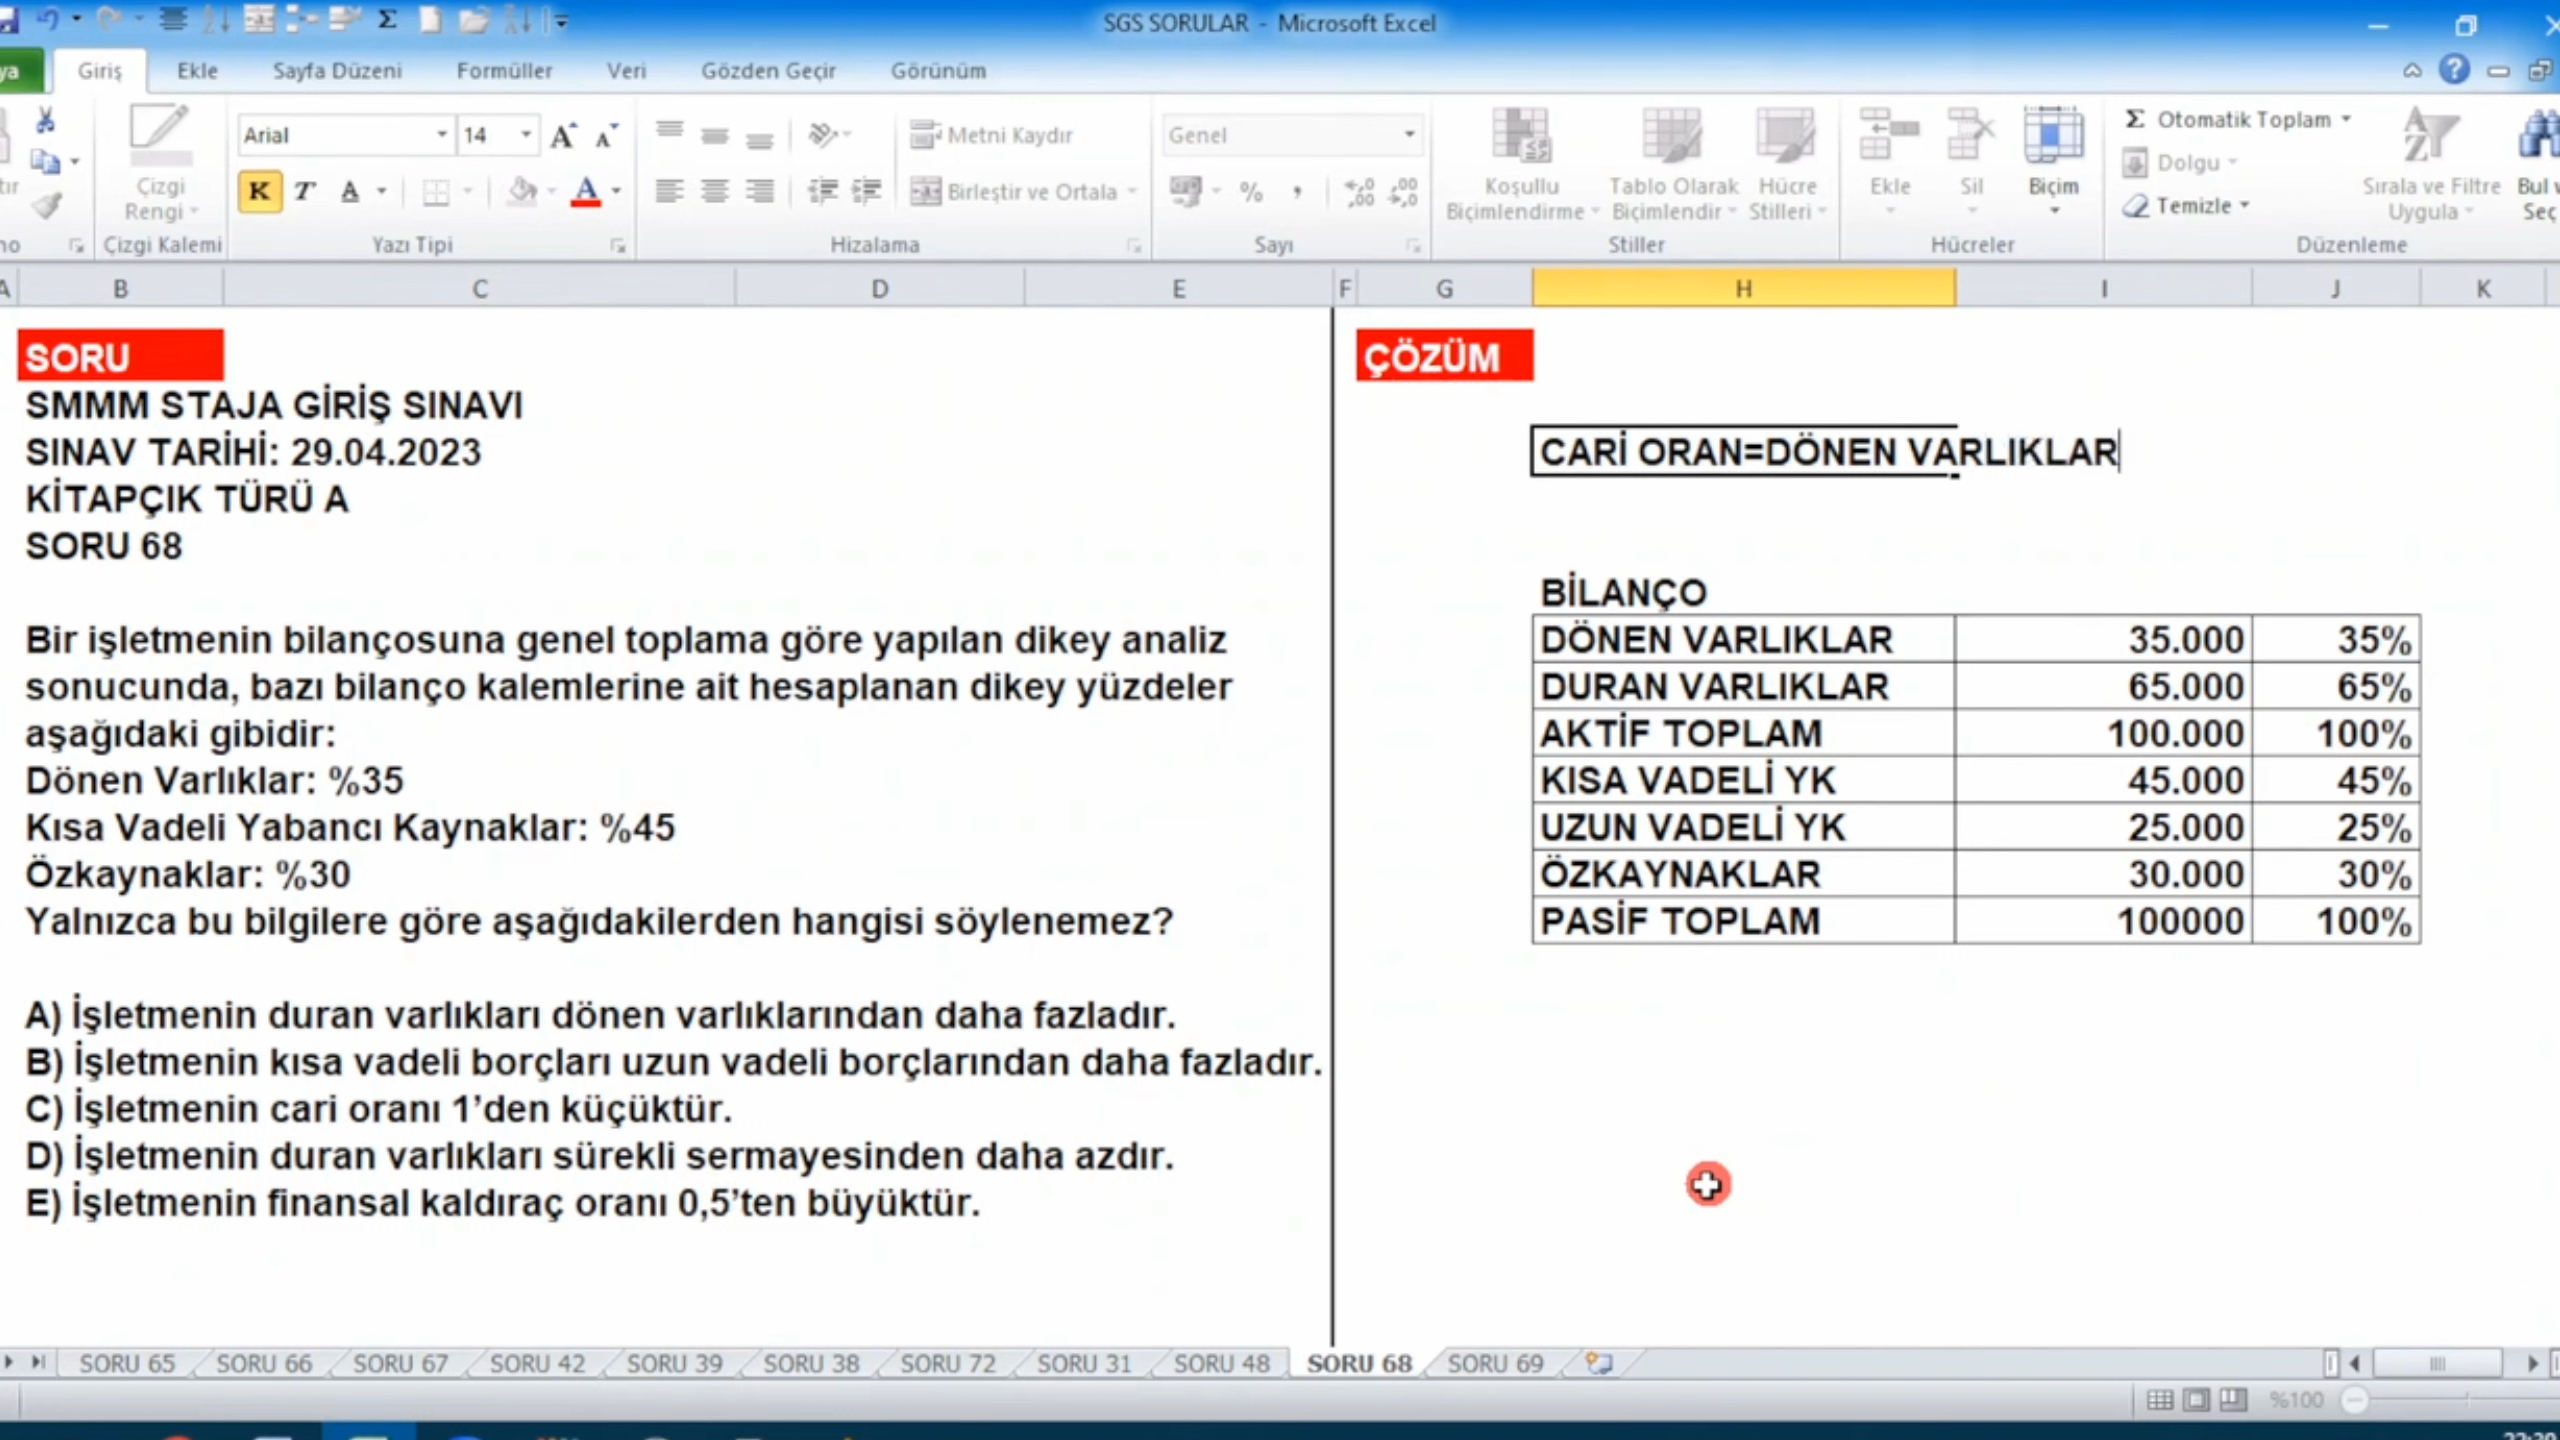 SGS SORULAR - Microsoft Excel
ya
Giriş
Ekle
Sayfa Düzeni
Formüller
Veri
Gözden Geçir
Görünüm
Çizgi Rengi
Çizgi Kalemi
Arial
14
K T A
Yazı Tipi
Metni Kaydır
Birleştir ve Ortala
Hizalama
Genel
Sayı
Koşullu Biçimlendirme
Tablo Olarak Biçimlendir
Hücre Stilleri
Stiller
Ekle
Sil
Biçim
Hücreler
Σ Otomatik Toplam
Dolgu
Temizle
Sırala ve Filtre Uygula
Bul v
Seç
Düzenleme
A B C D E F G H I J K
SORU
SMMM STAJA GİRİŞ SINAVI
SINAV TARİHİ: 29.04.2023
KİTAPÇIK TÜRÜ A
SORU 68
Bir işletmenin bilançosuna genel toplama göre yapılan dikey analiz
sonucunda, bazı bilanço kalemlerine ait hesaplanan dikey yüzdeler
aşağıdaki gibidir:
Dönen Varlıklar: %35
Kısa Vadeli Yabancı Kaynaklar: %45
Özkaynaklar: %30
Yalnızca bu bilgilere göre aşağıdakilerden hangisi söylenemez?
A) İşletmenin duran varlıkları dönen varlıklarından daha fazladır.
B) İşletmenin kısa vadeli borçları uzun vadeli borçlarından daha fazladır.
C) İşletmenin cari oranı 1’den küçüktür.
D) İşletmenin duran varlıkları sürekli sermayesinden daha azdır.
E) İşletmenin finansal kaldıraç oranı 0,5’ten büyüktür.
ÇÖZÜM
CARİ ORAN=DÖNEN VARLIKLAR
BİLANÇO
DÖNEN VARLIKLAR 35.000 35%
DURAN VARLIKLAR 65.000 65%
AKTİF TOPLAM 100.000 100%
KISA VADELİ YK 45.000 45%
UZUN VADELİ YK 25.000 25%
ÖZKAYNAKLAR 30.000 30%
PASİF TOPLAM 100000 100%
SORU 65 SORU 66 SORU 67 SORU 42 SORU 39 SORU 38 SORU 72 SORU 31 SORU 48 SORU 68 SORU 69
%100